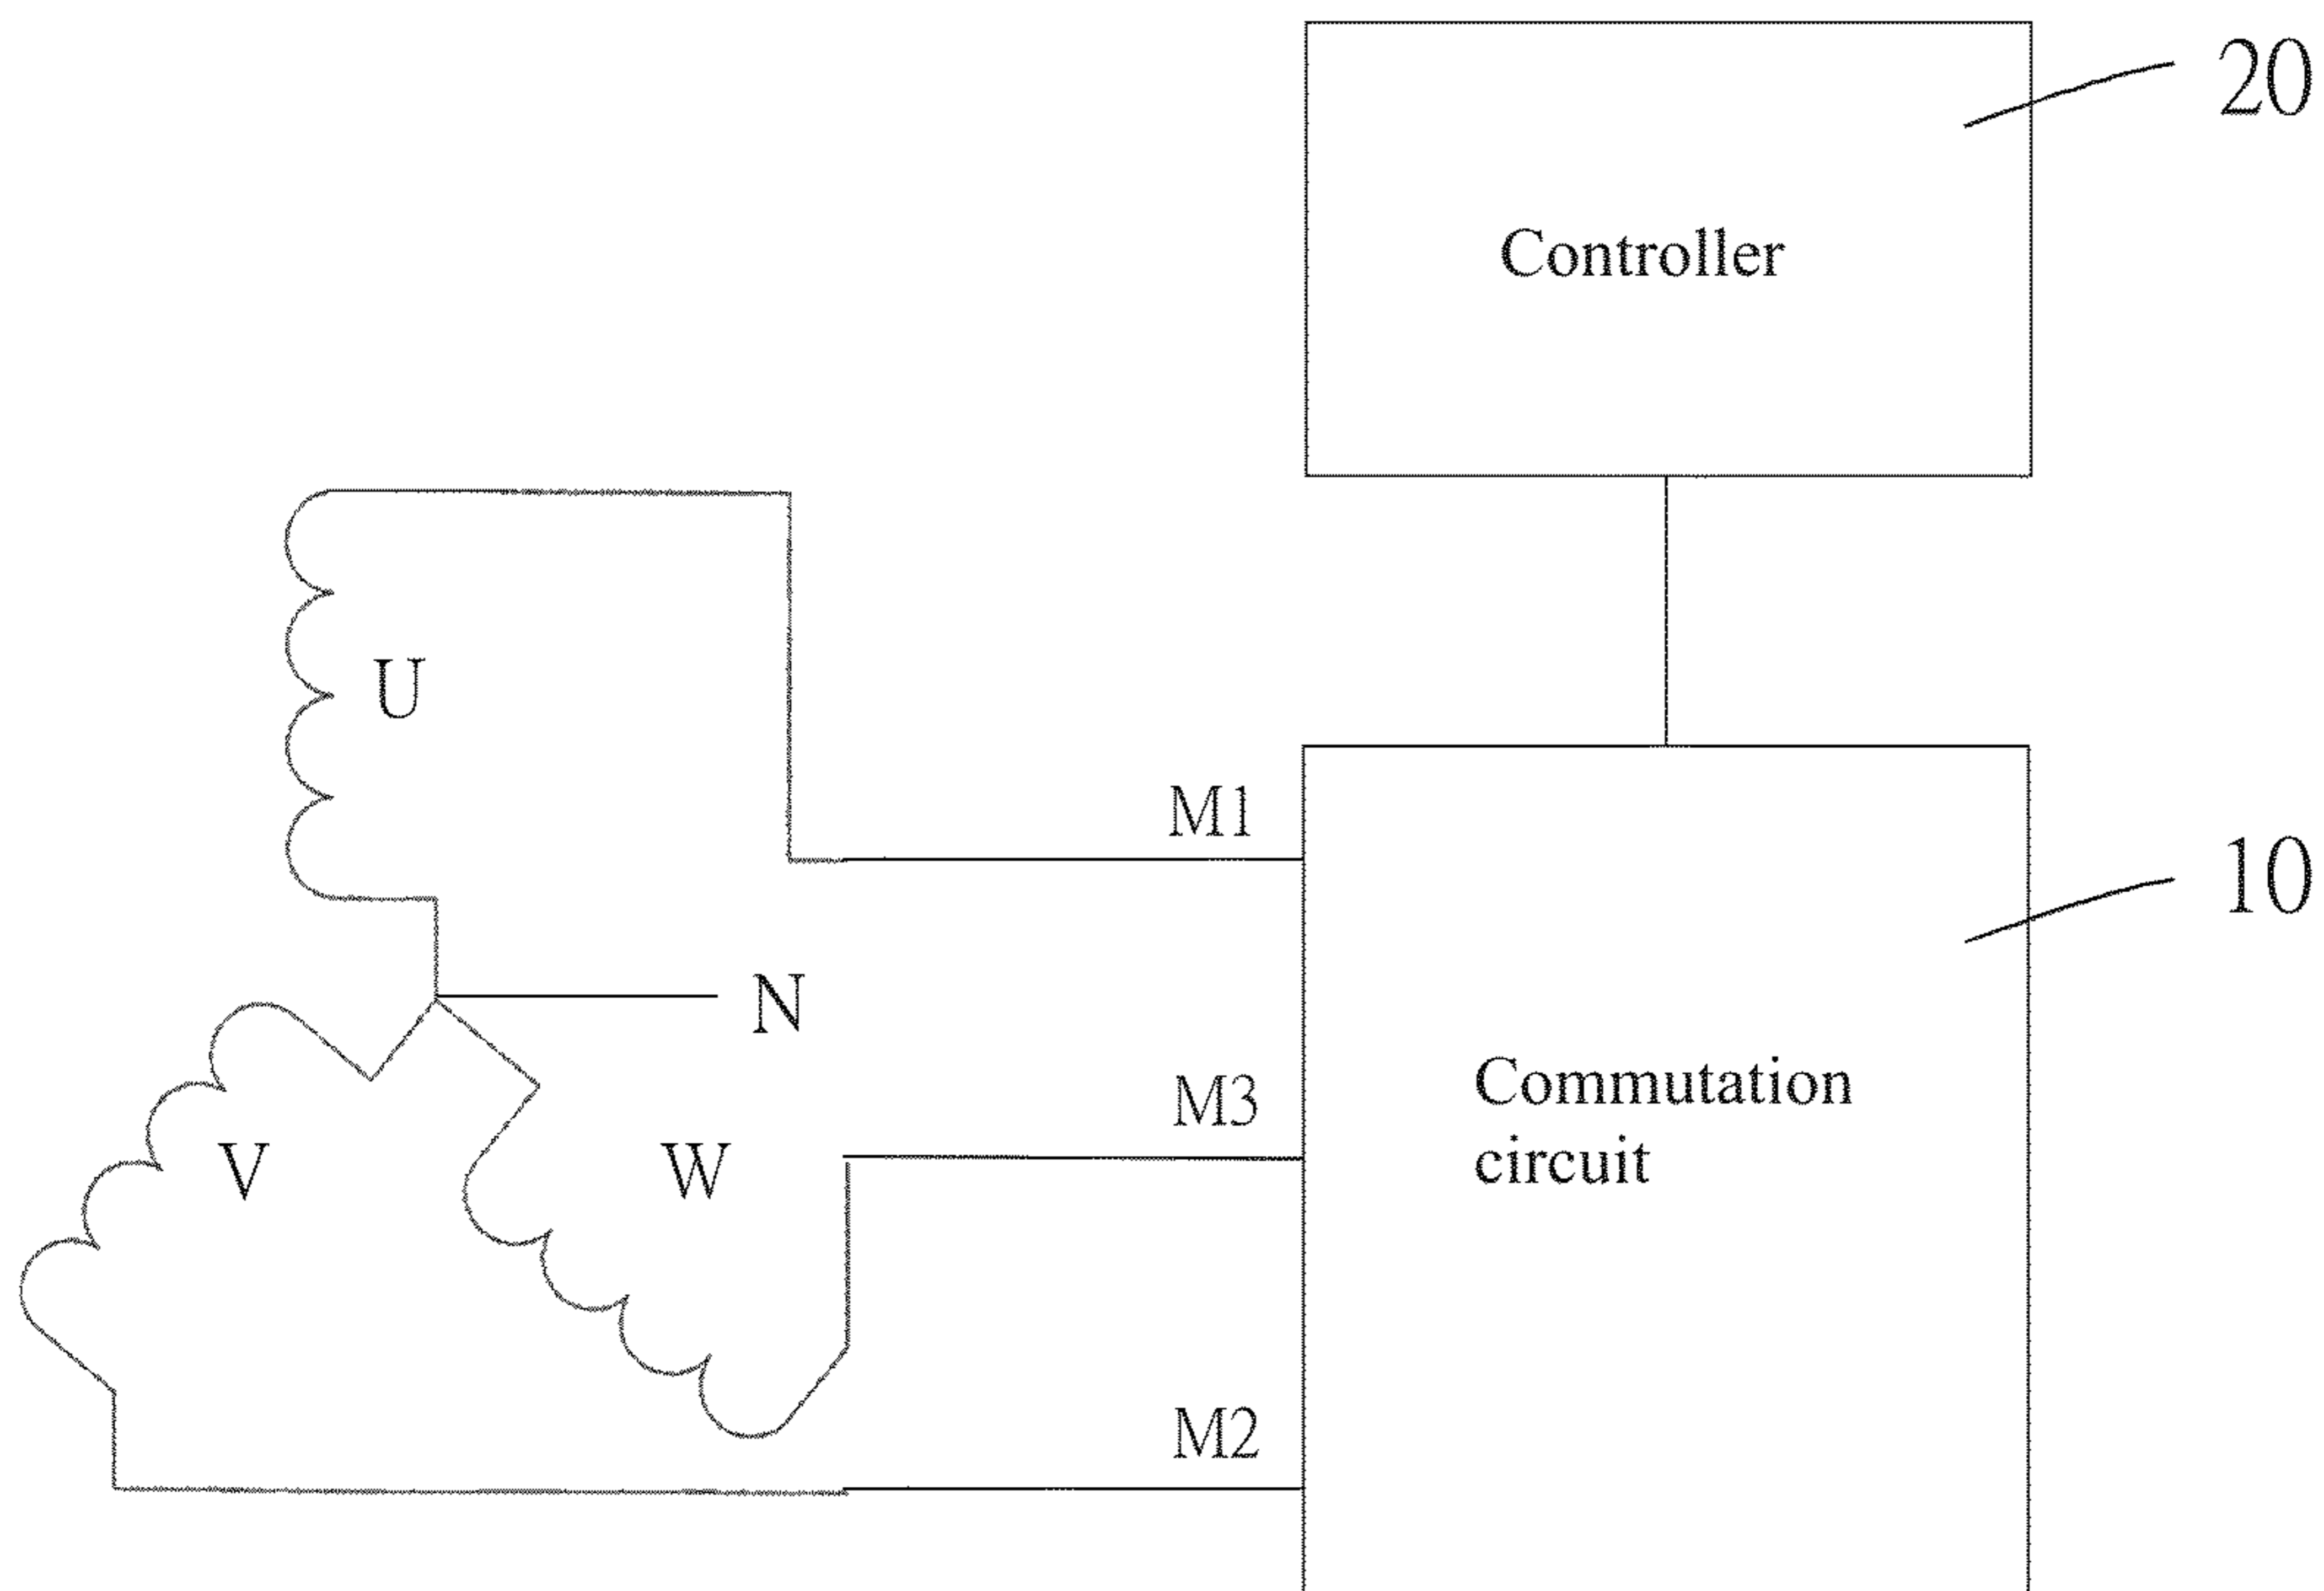 20
Controller
U
M1
10
N
M3
Commutation
circuit
V
W
M2